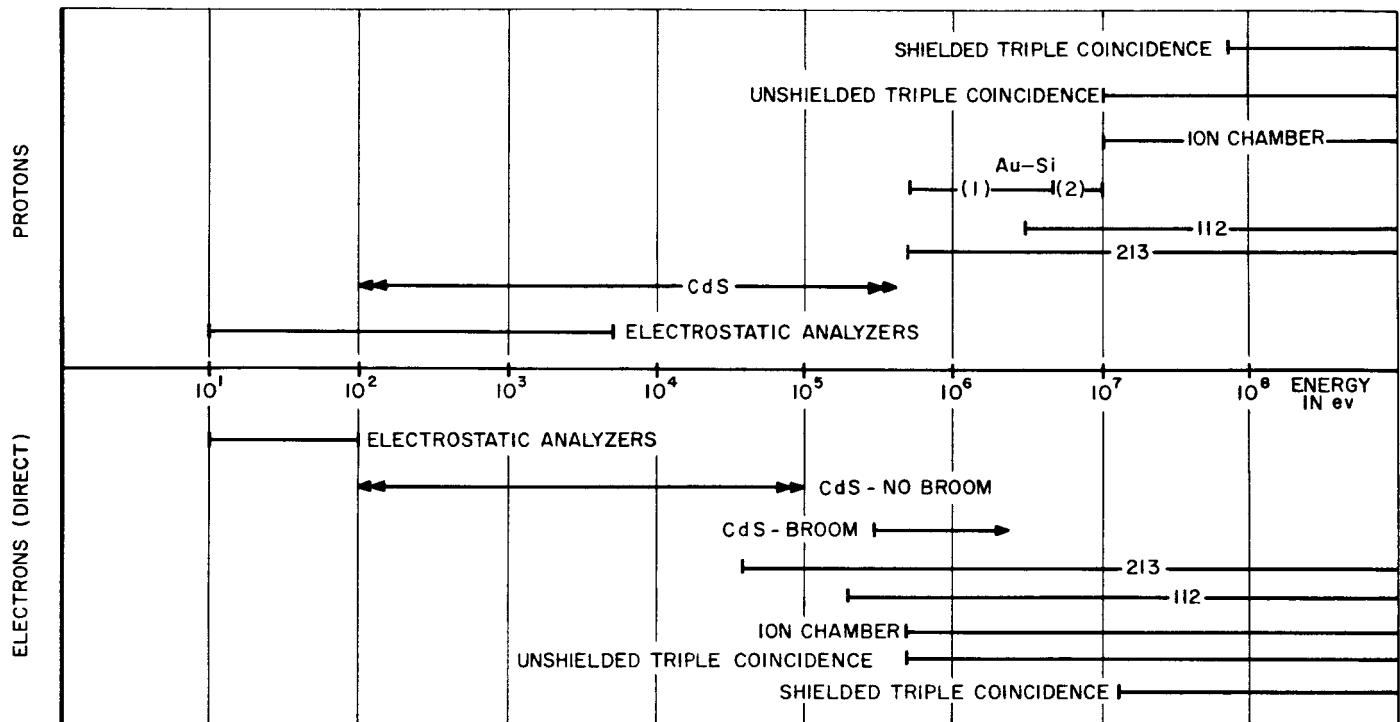 PROTONS
SHIELDED TRIPLE COINCIDENCE
UNSHIELDED TRIPLE COINCIDENCE
ION CHAMBER
Au-Si
(1) (2)
112
213
CdS
ELECTROSTATIC ANALYZERS
10¹ 10² 10³ 10⁴ 10⁵ 10⁶ 10⁷ 10⁸ ENERGY
IN ev
ELECTRONS (DIRECT)
ELECTROSTATIC ANALYZERS
CdS - NO BROOM
CdS - BROOM
213
112
ION CHAMBER
UNSHIELDED TRIPLE COINCIDENCE
SHIELDED TRIPLE COINCIDENCE